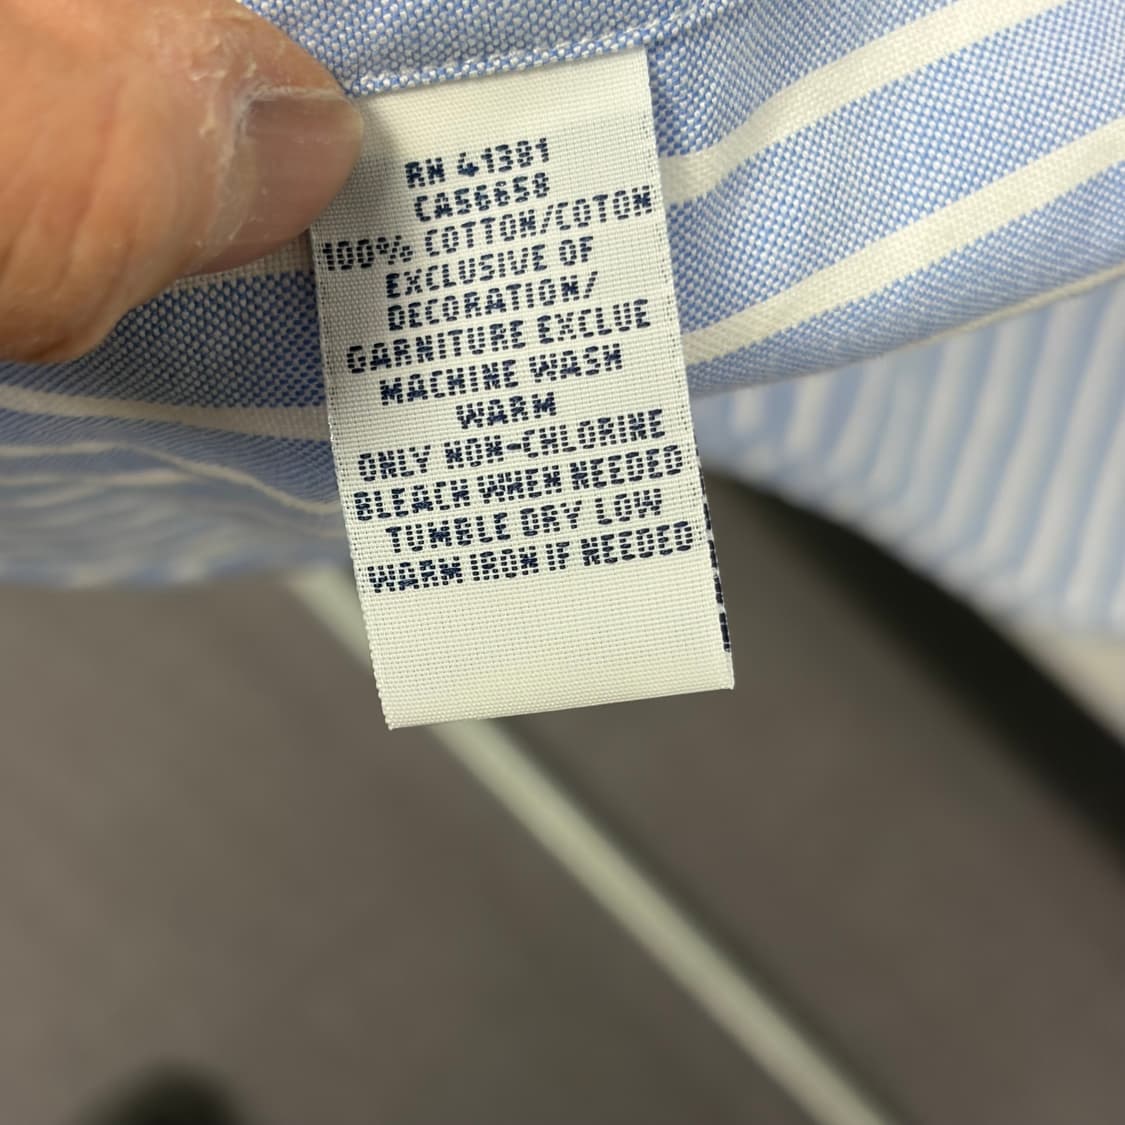 RN 41381
CA56658
100% COTTON/COTON
EXCLUSIVE OF
DECORATION/
GARNITURE EXCLUE
MACHINE WASH
WARM
ONLY NON-CHLORINE
BLEACH WHEN NEEDED
TUMBLE DRY LOW
WARM IRON IF NEEDED